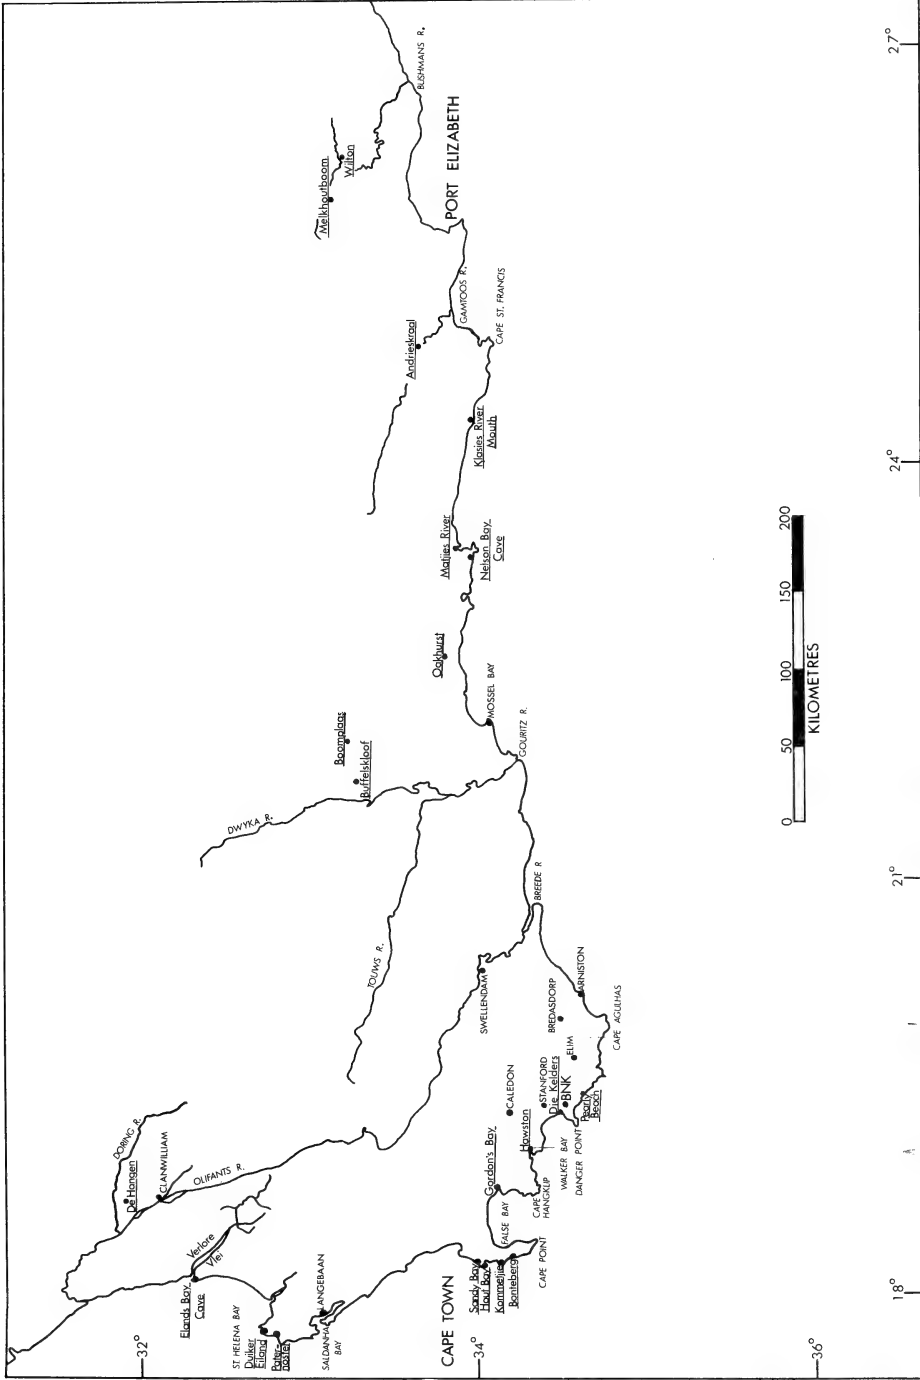 32°
34°
36°
18°
21°
24°
27°
DORING R.
De Hangen
CLANWILLIAM
OLIFANTS R.
Verlore
Vlei
Elands Bay
Cave
ST HELENA BAY
Duiker
Eiland
Pater-
noster
SALDANHA
BAY
LANGEBAAN
CAPE TOWN
Sandy Bay
Hout Bay
Kommetjie
Bonteberg
CAPE POINT
FALSE BAY
Gordon's Bay
CAPE
HANGKLIP
Hawston
WALKER BAY
DANGER POINT
CALEDON
STANFORD
Die Kelders
BNK
Pearly
Beach
ELIM
BREDASDORP
CAPE AGULHAS
ARNISTON
SWELLENDAM
BREEDE R
TOUWS R.
DWYKA R.
Buffelskloof
Boomplaas
GOURITZ R.
MOSSEL BAY
Oakhurst
Matjies River
Nelson Bay
Cave
Klasies River
Mouth
Andrieskraal
GAMTOOS R.
CAPE ST. FRANCIS
PORT ELIZABETH
Melkhoutboom
Wilton
BUSHMANS R.
0 50 100 150 200
KILOMETRES